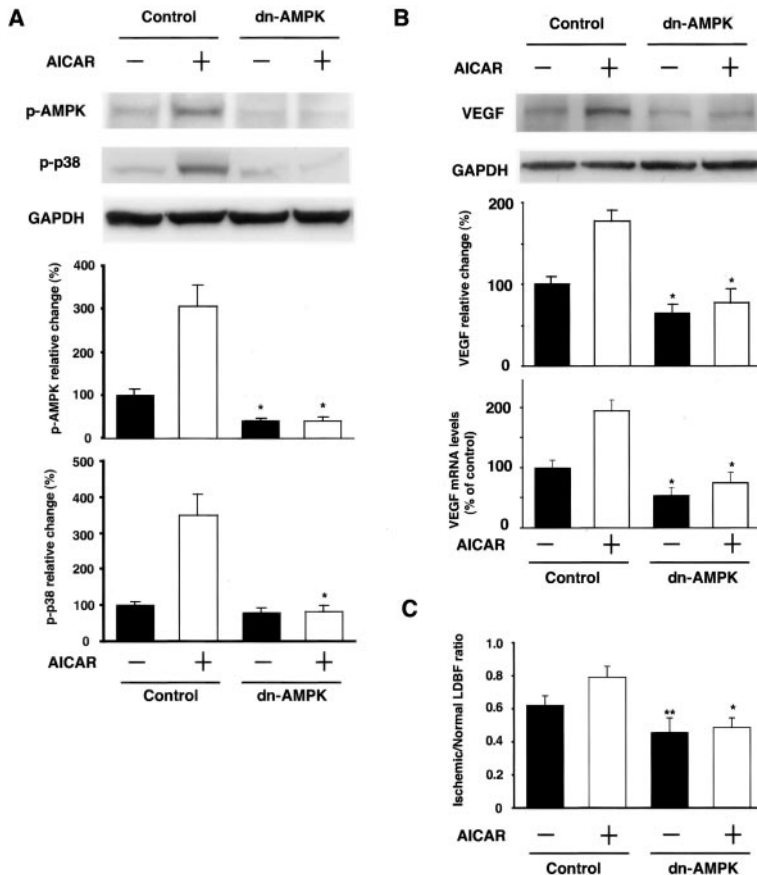 A
Control dn-AMPK
AICAR − + − +
p-AMPK
p-p38
GAPDH
p-AMPK relative change (%)
400
300
200
100
0
p-p38 relative change (%)
* *
500
400
300
200
100
0
*
AICAR − + − +
Control dn-AMPK
B
Control dn-AMPK
AICAR − + − +
VEGF
GAPDH
VEGF relative change (%)
200
100
0
* *
VEGF mRNA levels
(% of control)
200
100
0
* *
AICAR − + − +
Control dn-AMPK
C
Ischemic/Normal LDBF ratio
1.0
0.8
0.6
0.4
0.2
0
** *
AICAR − + − +
Control dn-AMPK